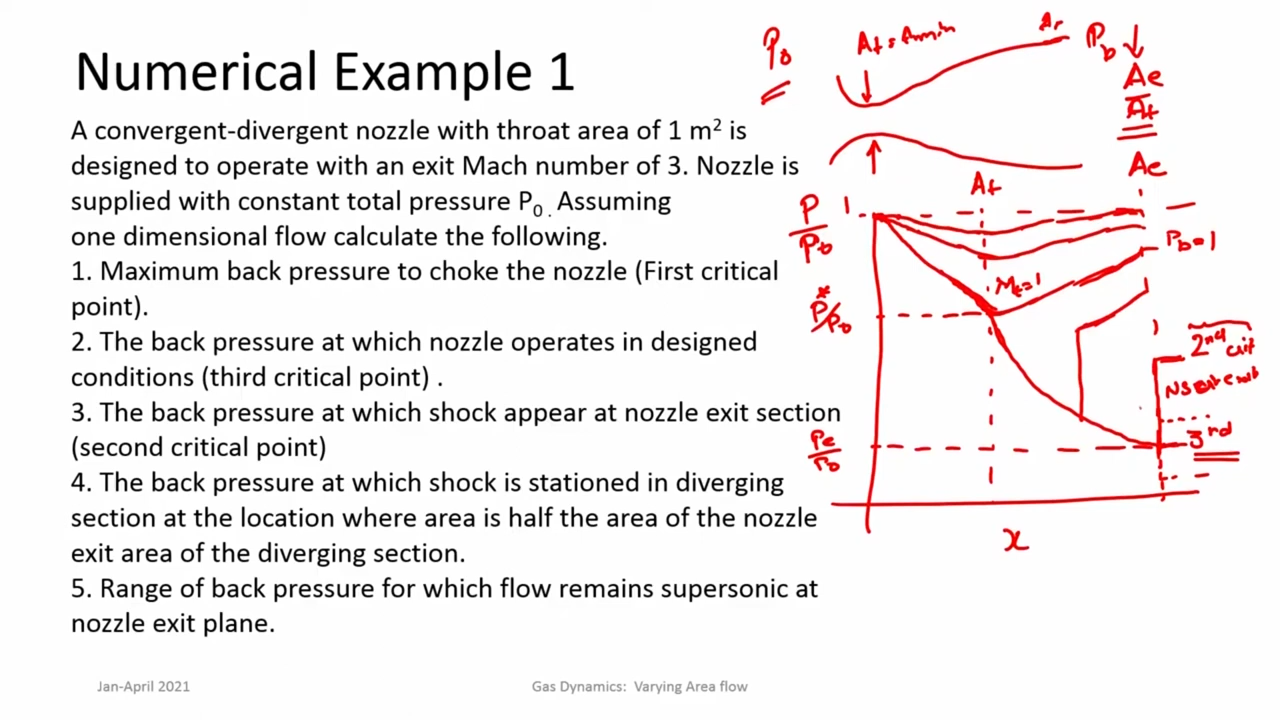 Numerical Example 1
A convergent-divergent nozzle with throat area of 1 m² is
designed to operate with an exit Mach number of 3. Nozzle is
supplied with constant total pressure P₀ . Assuming
one dimensional flow calculate the following.
1. Maximum back pressure to choke the nozzle (First critical
point).
2. The back pressure at which nozzle operates in designed
conditions (third critical point) .
3. The back pressure at which shock appear at nozzle exit section
(second critical point)
4. The back pressure at which shock is stationed in diverging
section at the location where area is half the area of the nozzle
exit area of the diverging section.
5. Range of back pressure for which flow remains supersonic at
nozzle exit plane.
P₀
At = Amin
Pb ↓
Ae
At
Ae
At
P
P₀
1
Pb=1
Mt=1
P*/P₀
2nd
crit
NS at exit
3rd
Pe
P₀
x
Jan-April 2021
Gas Dynamics: Varying Area flow